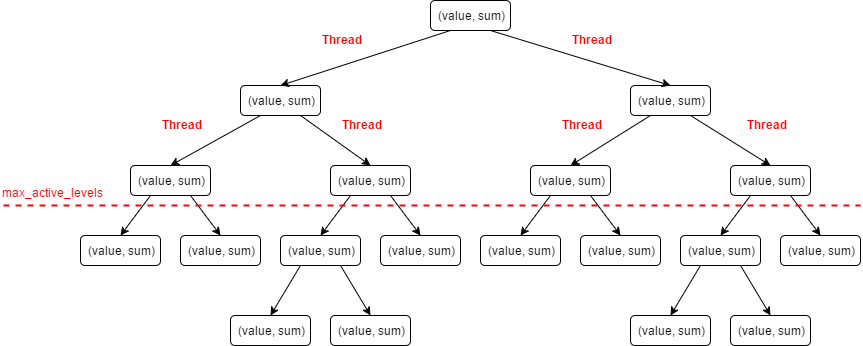 (value, sum)
Thread Thread
(value, sum) (value, sum)
Thread Thread Thread Thread
(value, sum) (value, sum) (value, sum) (value, sum)
max_active_levels
(value, sum) (value, sum) (value, sum) (value, sum) (value, sum) (value, sum) (value, sum) (value, sum)
(value, sum) (value, sum) (value, sum) (value, sum)